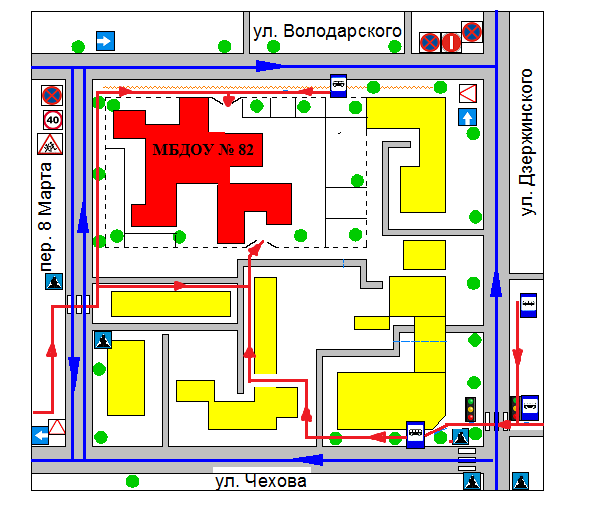 ул. Володарского
40
МБДОУ № 82
ул. Дзержинского
пер. 8 Марта
ул. Чехова